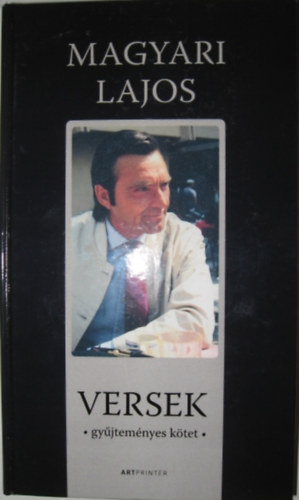 MAGYARI
LAJOS
VERSEK
• gyűjteményes kötet •
ARTPRINTER